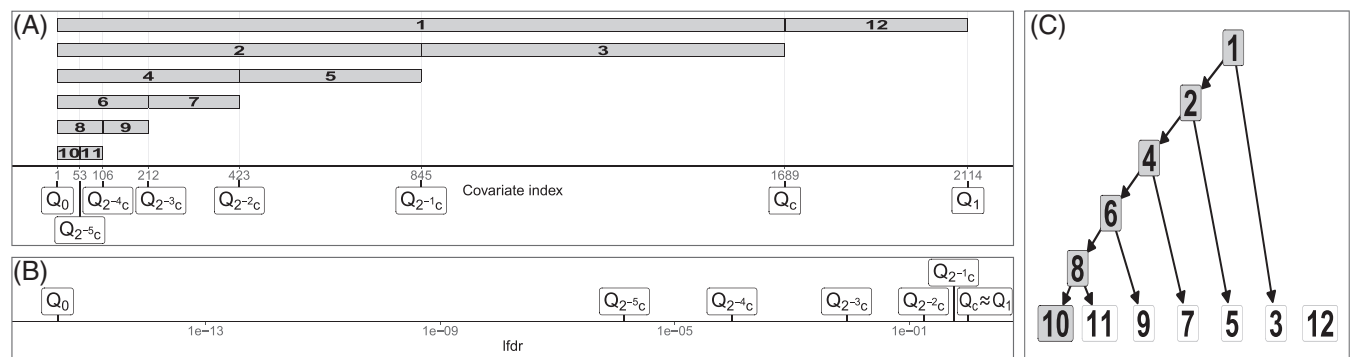 (A)
1 12
2 3
4 5
6 7
8 9
10 11
1 53 106 212 423 845 1689 2114
Covariate index
Q₀ Q₂₋₄c Q₂₋₃c Q₂₋₂c Q₂₋₁c Qc Q₁
Q₂₋₅c
(B)
Q₂₋₁c
Q₀ Q₂₋₅c Q₂₋₄c Q₂₋₃c Q₂₋₂c Qc≈Q₁
1e−13 1e−09 1e−05 1e−01
lfdr
(C)
1
2
4
6
8
10 11 9 7 5 3 12